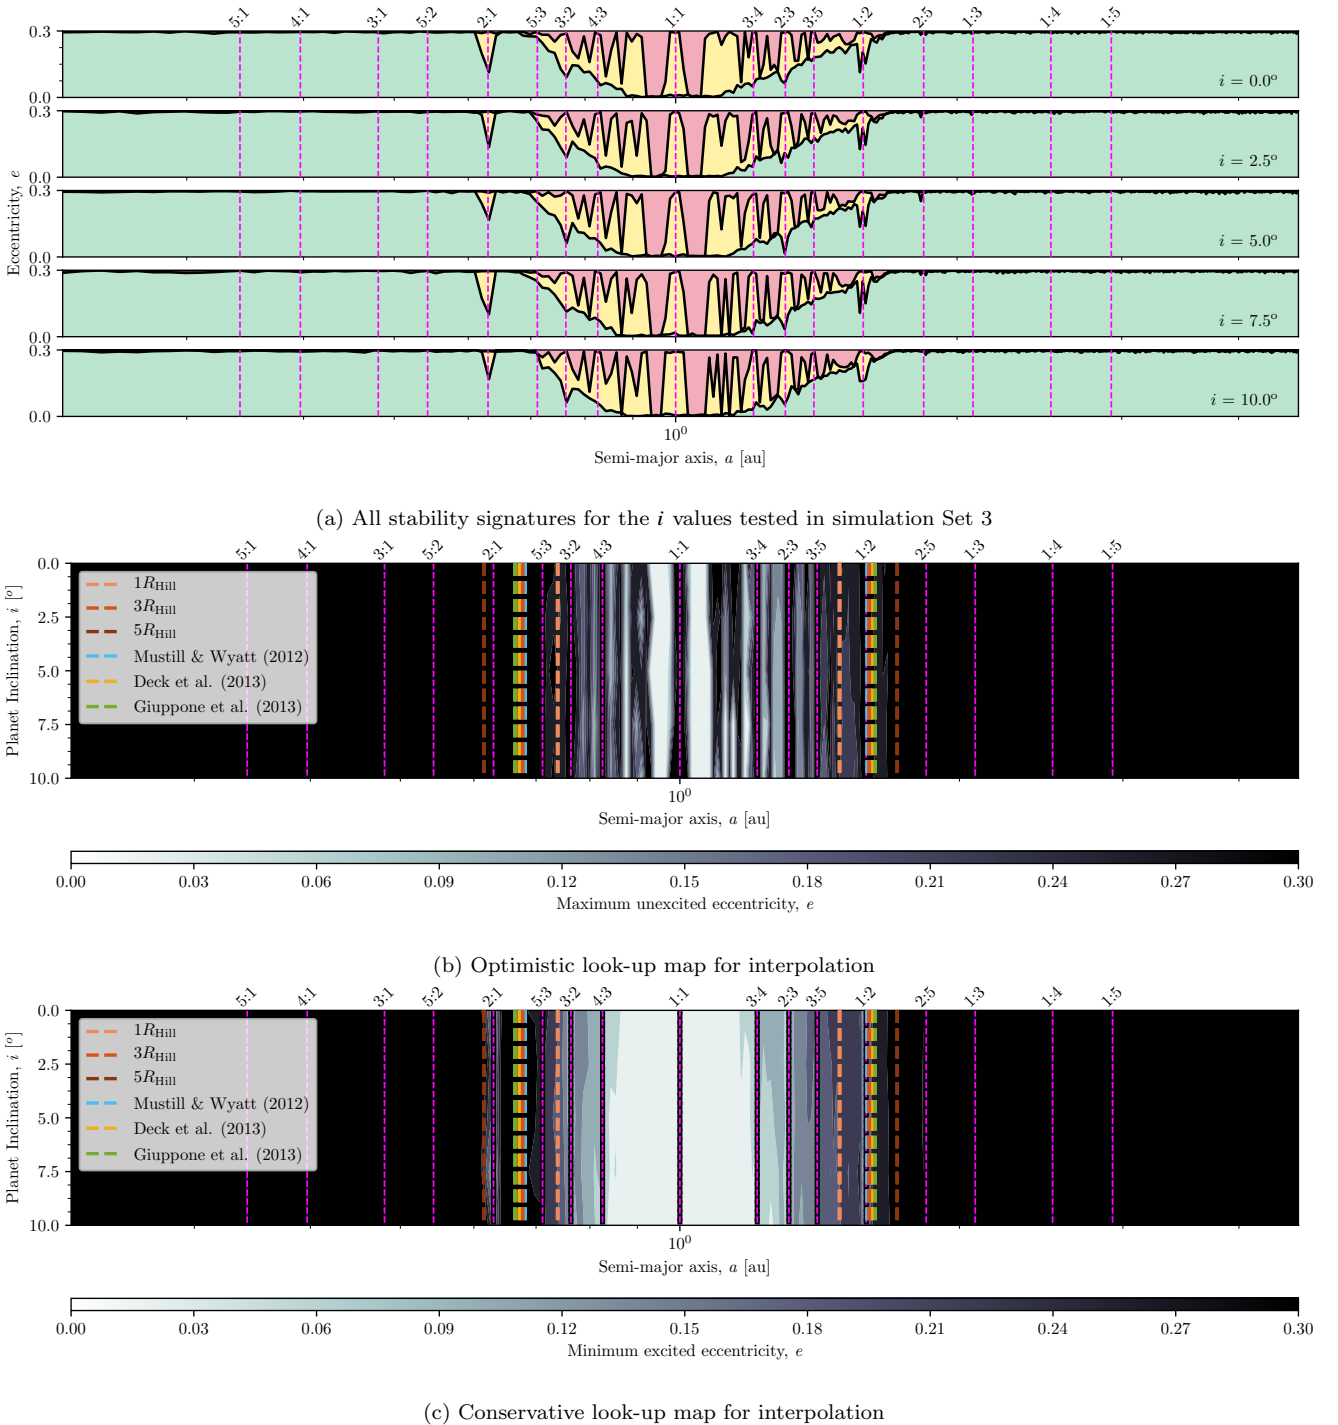 5:1 4:1 3:1 5:2 2:1 5:3 3:2 4:3 1:1 3:4 2:3 3:5 1:2 2:5 1:3 1:4 1:5
0.3
i = 0.0°
0.0
0.3
i = 2.5°
0.0
0.3
i = 5.0°
0.0
0.3
i = 7.5°
0.0
0.3
i = 10.0°
0.0
Eccentricity, e
10⁰
Semi-major axis, a [au]
(a) All stability signatures for the i values tested in simulation Set 3
5:1 4:1 3:1 5:2 2:1 5:3 3:2 4:3 1:1 3:4 2:3 3:5 1:2 2:5 1:3 1:4 1:5
0.0
2.5
5.0
7.5
10.0
Planet Inclination, i [°]
1R_Hill
3R_Hill
5R_Hill
Mustill & Wyatt (2012)
Deck et al. (2013)
Giuppone et al. (2013)
10⁰
Semi-major axis, a [au]
0.00 0.03 0.06 0.09 0.12 0.15 0.18 0.21 0.24 0.27 0.30
Maximum unexcited eccentricity, e
(b) Optimistic look-up map for interpolation
5:1 4:1 3:1 5:2 2:1 5:3 3:2 4:3 1:1 3:4 2:3 3:5 1:2 2:5 1:3 1:4 1:5
0.0
2.5
5.0
7.5
10.0
Planet Inclination, i [°]
1R_Hill
3R_Hill
5R_Hill
Mustill & Wyatt (2012)
Deck et al. (2013)
Giuppone et al. (2013)
10⁰
Semi-major axis, a [au]
0.00 0.03 0.06 0.09 0.12 0.15 0.18 0.21 0.24 0.27 0.30
Minimum excited eccentricity, e
(c) Conservative look-up map for interpolation